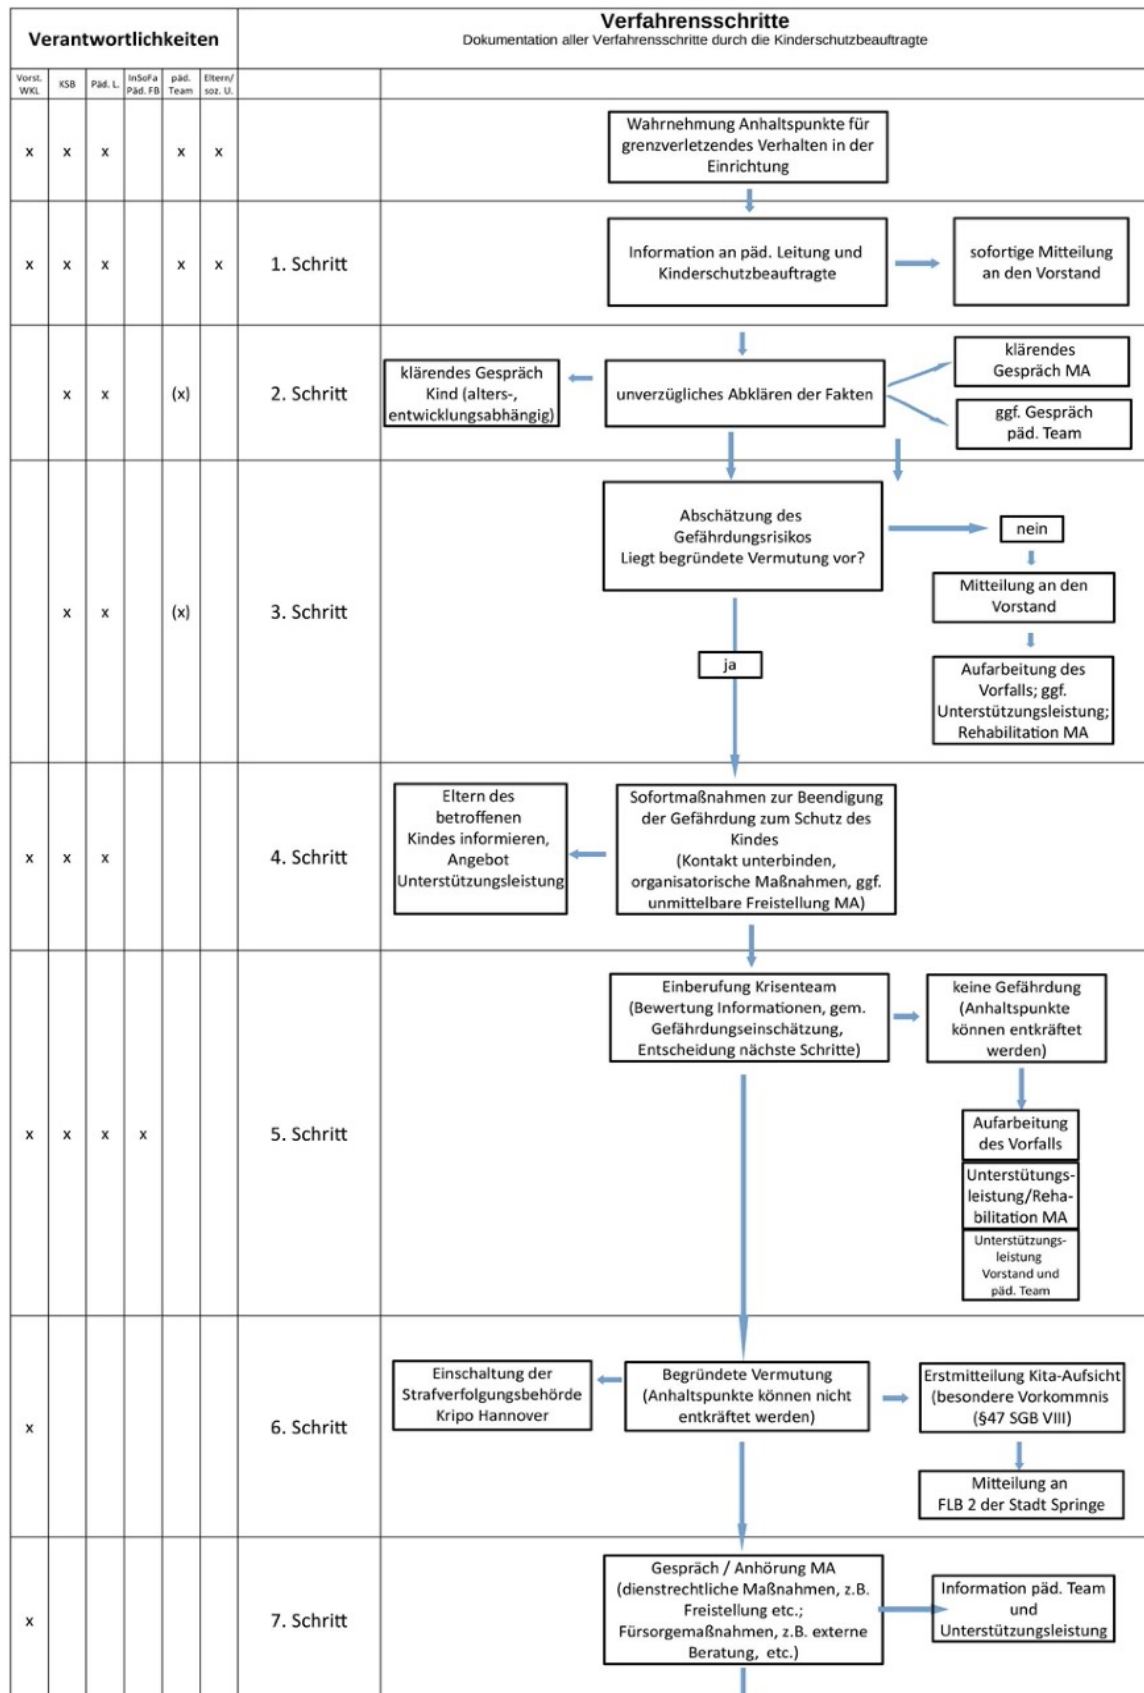 Verantwortlichkeiten
Verfahrensschritte
Dokumentation aller Verfahrensschritte durch die Kinderschutzbeauftragte
Vorst. WKL
KSB
Päd. L.
InSoFa Päd. FB
päd. Team
Eltern/ soz. U.
x x x x x
Wahrnehmung Anhaltspunkte für
grenzverletzendes Verhalten in der
Einrichtung
x x x x x
1. Schritt
Information an päd. Leitung und
Kinderschutzbeauftragte
sofortige Mitteilung
an den Vorstand
x x (x)
2. Schritt
klärendes Gespräch
Kind (alters-,
entwicklungsabhängig)
unverzügliches Abklären der Fakten
klärendes
Gespräch MA
ggf. Gespräch
päd. Team
x x (x)
3. Schritt
Abschätzung des
Gefährdungsrisikos
Liegt begründete Vermutung vor?
nein
Mitteilung an den
Vorstand
Aufarbeitung des
Vorfalls; ggf.
Unterstützungsleistung;
Rehabilitation MA
ja
x x x
4. Schritt
Eltern des
betroffenen
Kindes informieren,
Angebot
Unterstützungsleistung
Sofortmaßnahmen zur Beendigung
der Gefährdung zum Schutz des
Kindes
(Kontakt unterbinden,
organisatorische Maßnahmen, ggf.
unmittelbare Freistellung MA)
x x x x
5. Schritt
Einberufung Krisenteam
(Bewertung Informationen, gem.
Gefährdungseinschätzung,
Entscheidung nächste Schritte)
keine Gefährdung
(Anhaltspunkte
können entkräftet
werden)
Aufarbeitung
des Vorfalls
Unterstütungs-
leistung/Reha-
bilitation MA
Unterstützungs-
leistung
Vorstand und
päd. Team
x
6. Schritt
Einschaltung der
Strafverfolgungsbehörde
Kripo Hannover
Begründete Vermutung
(Anhaltspunkte können nicht
entkräftet werden)
Erstmitteilung Kita-Aufsicht
(besondere Vorkommnis
(§47 SGB VIII)
Mitteilung an
FLB 2 der Stadt Springe
x
7. Schritt
Gespräch / Anhörung MA
(dienstrechtliche Maßnahmen, z.B.
Freistellung etc.;
Fürsorgemaßnahmen, z.B. externe
Beratung, etc.)
Information päd. Team
und
Unterstützungsleistung